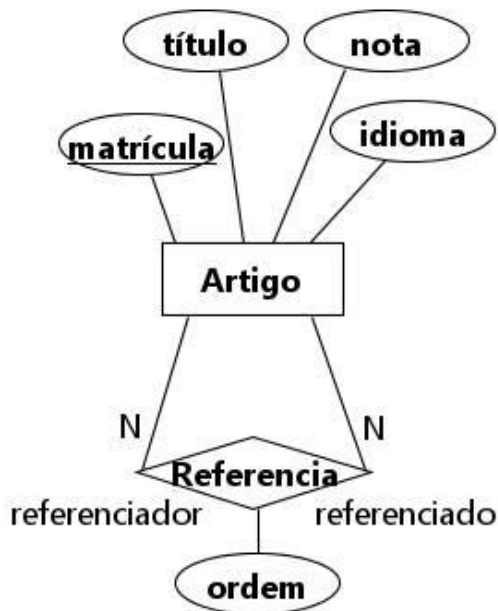 título
nota
matrícula
idioma
Artigo
N
N
Referencia
referenciador
referenciado
ordem